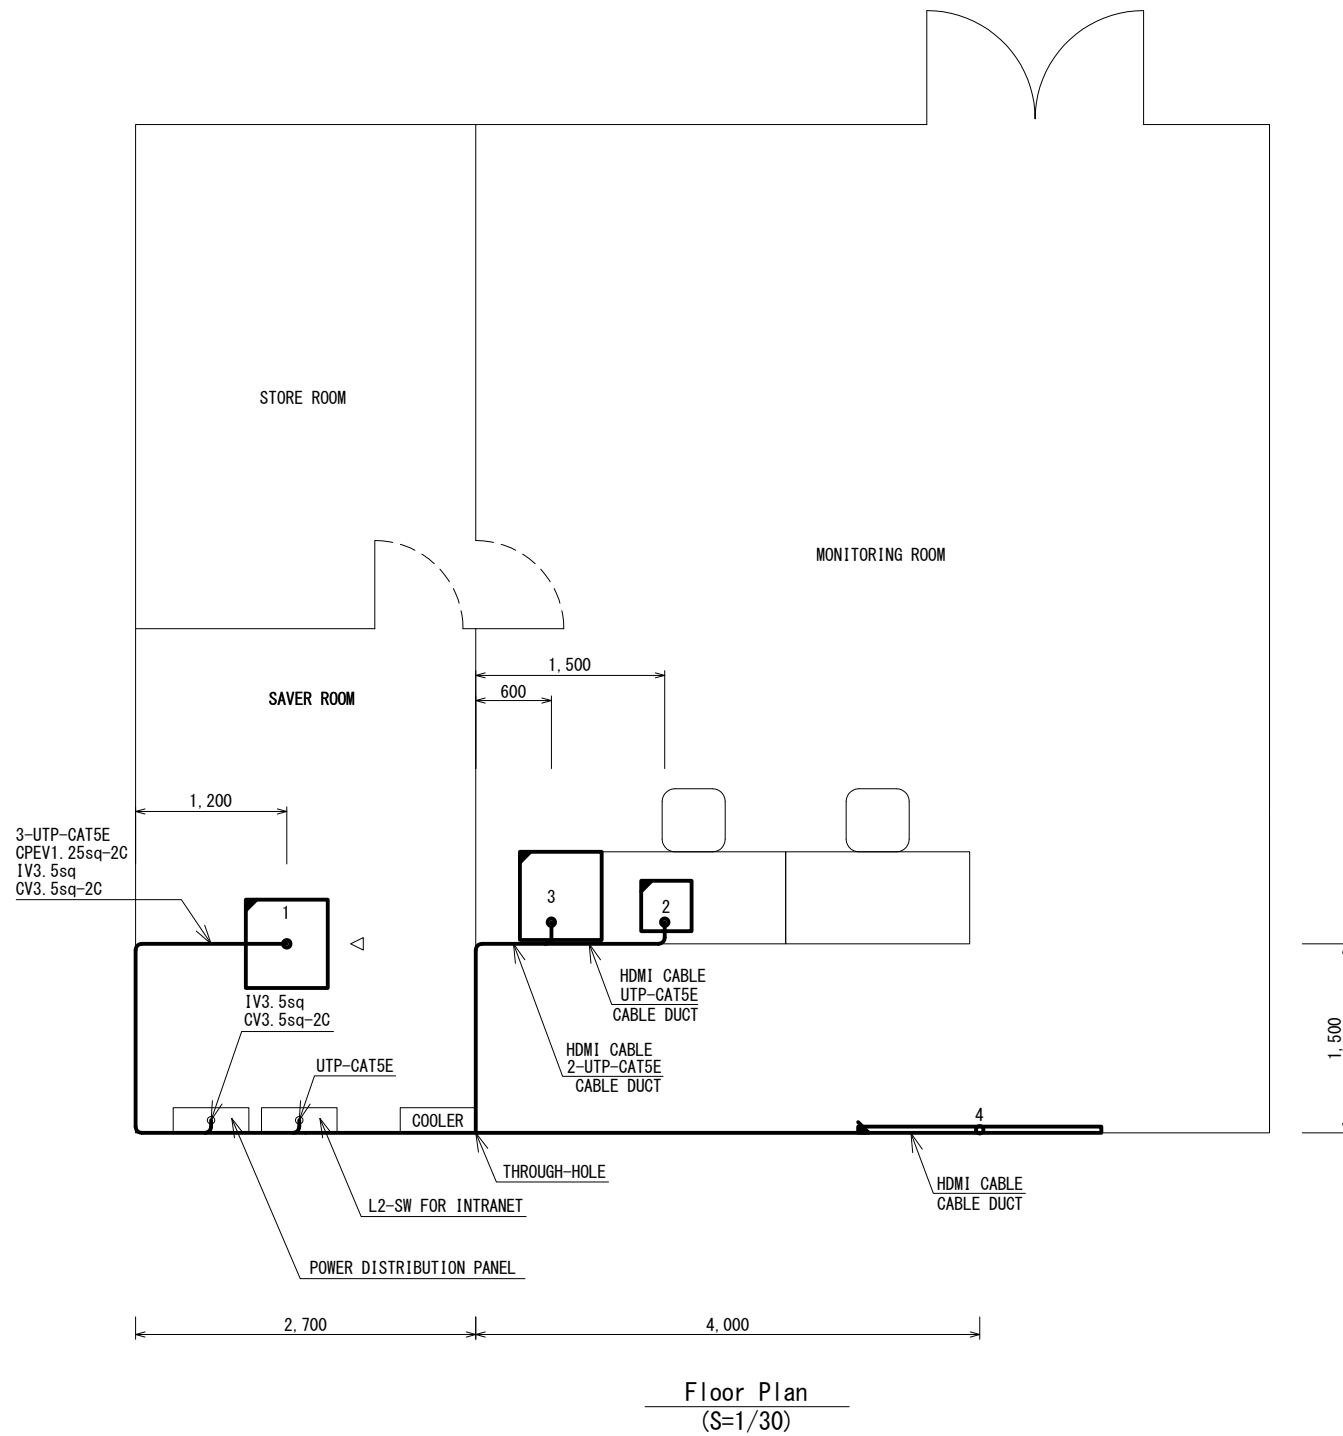 STORE ROOM
MONITORING ROOM
1,500
600
SAVER ROOM
1,200
3-UTP-CAT5E
CPEV1.25sq-2C
IV3.5sq
CV3.5sq-2C
1
3
2
HDMI CABLE
UTP-CAT5E
CABLE DUCT
IV3.5sq
CV3.5sq-2C
HDMI CABLE
2-UTP-CAT5E
CABLE DUCT
UTP-CAT5E
1,500
COOLER
4
THROUGH-HOLE
HDMI CABLE
CABLE DUCT
L2-SW FOR INTRANET
POWER DISTRIBUTION PANEL
2,700
4,000
Floor Plan
(S=1/30)